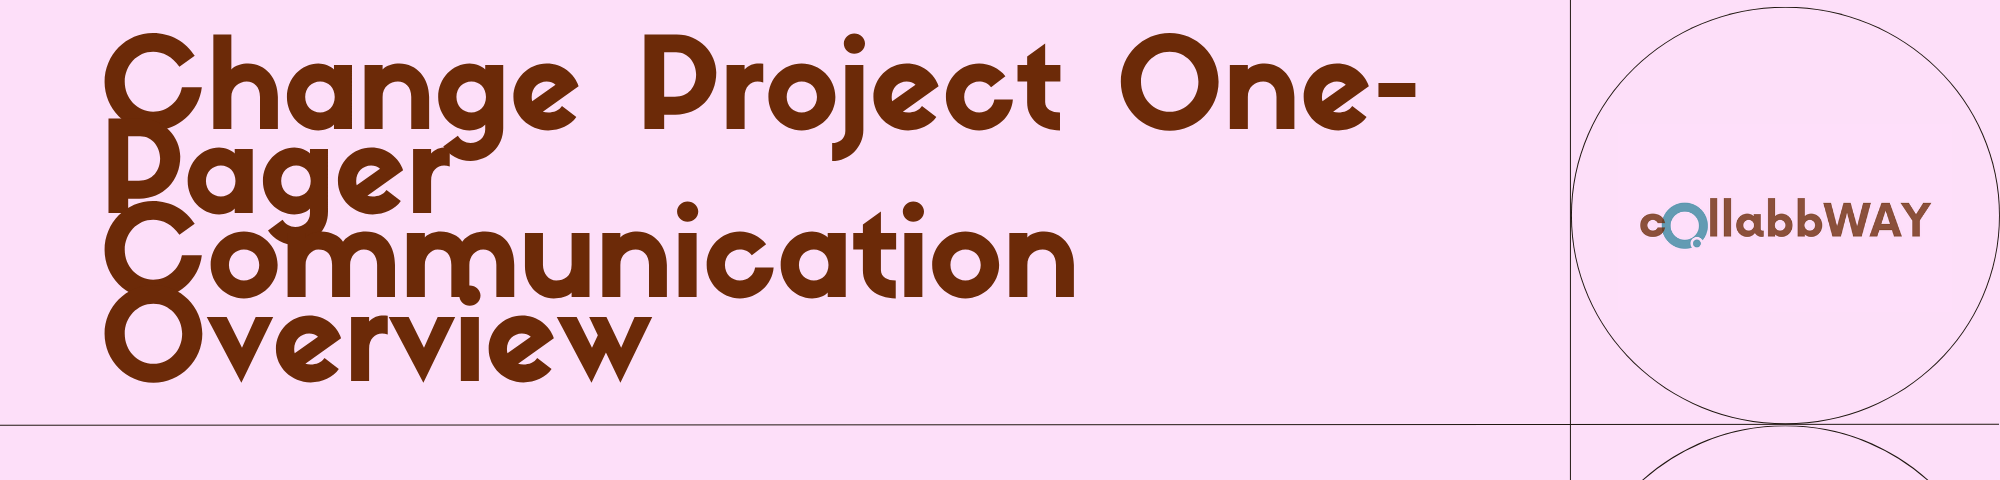 Change Project One-
Pager
Communication
Overview
collabbWAY